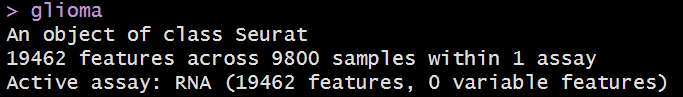 > glioma
An object of class Seurat
19462 features across 9800 samples within 1 assay
Active assay: RNA (19462 features, 0 variable features)